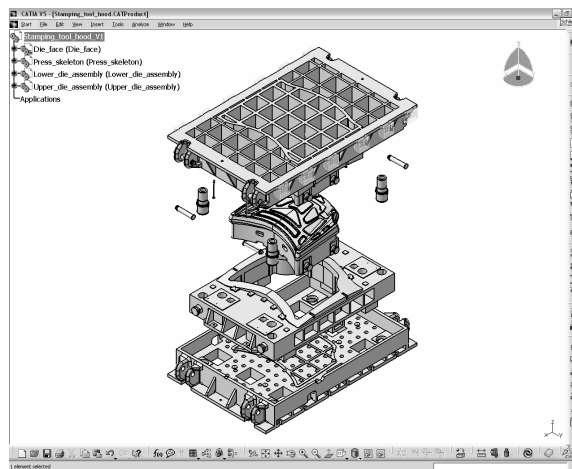 CATIA V5 - [Stamping_tool_hood.CATProduct]
Start File Edit View Insert Tools Analyze Window Help
Stamping_tool_hood_V1
Die_face (Die_face)
Press_skeleton (Press_skeleton)
Lower_die_assembly (Lower_die_assembly)
Upper_die_assembly (Upper_die_assembly)
Applications
z
x
y
1 element selected